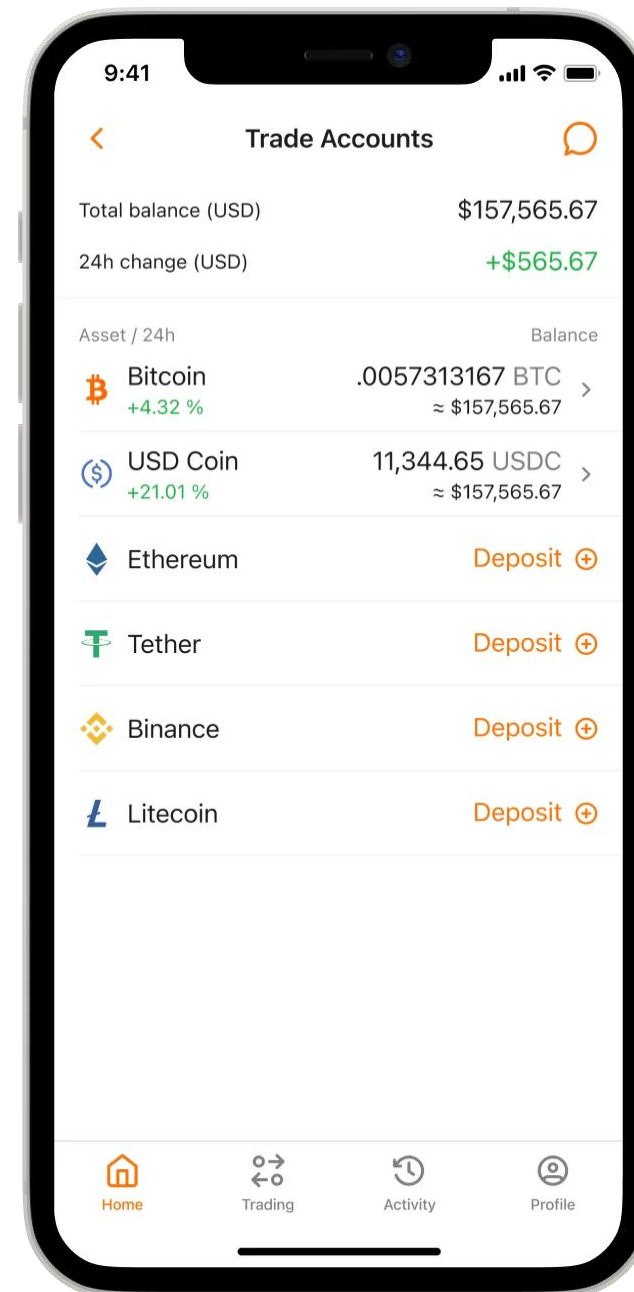 9:41
Trade Accounts
Total balance (USD) $157,565.67
24h change (USD) +$565.67
Asset / 24h Balance
Bitcoin .0057313167 BTC
+4.32 % ≈ $157,565.67
USD Coin 11,344.65 USDC
+21.01 % ≈ $157,565.67
Ethereum Deposit
Tether Deposit
Binance Deposit
Litecoin Deposit
Home Trading Activity Profile